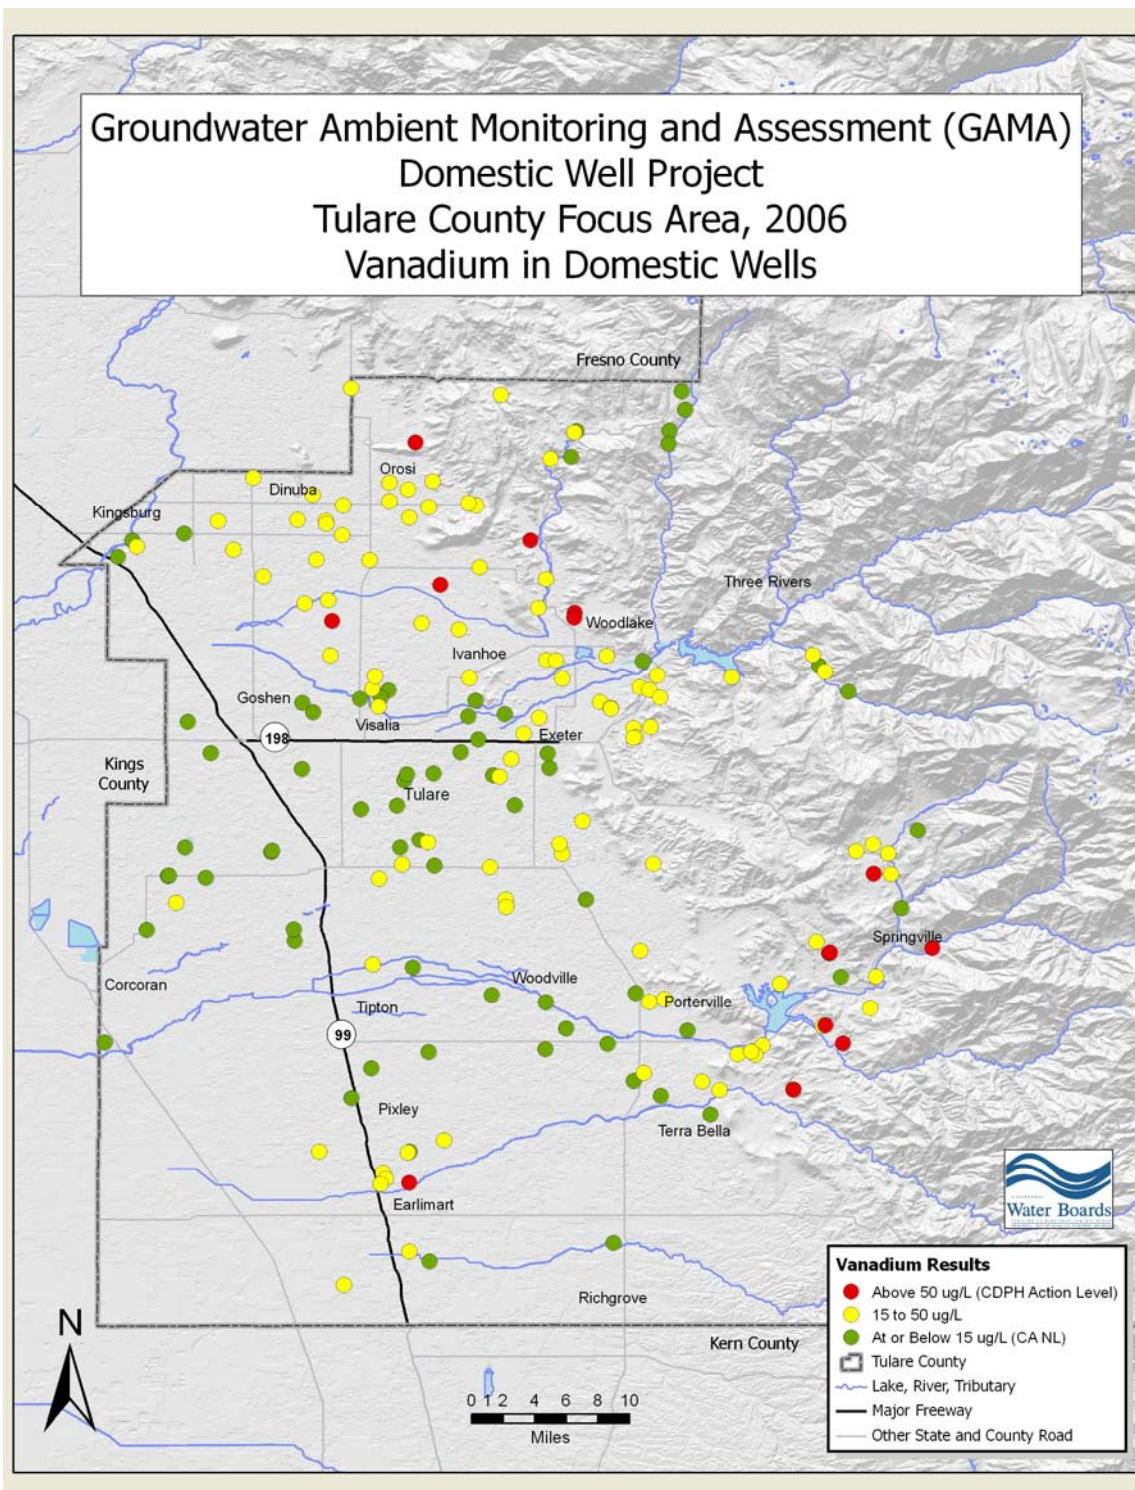 Groundwater Ambient Monitoring and Assessment (GAMA)
Domestic Well Project
Tulare County Focus Area, 2006
Vanadium in Domestic Wells
Fresno County
Orosi
Dinuba
Kingsburg
Three Rivers
Woodlake
Ivanhoe
Goshen
Visalia
198
Exeter
Kings
County
Tulare
Springville
Woodville
Corcoran
Porterville
Tipton
99
Pixley
Terra Bella
Earlimart
Water Boards
Richgrove
Kern County
Vanadium Results
Above 50 ug/L (CDPH Action Level)
15 to 50 ug/L
At or Below 15 ug/L (CA NL)
Tulare County
Lake, River, Tributary
Major Freeway
Other State and County Road
N
0 1 2 4 6 8 10
Miles